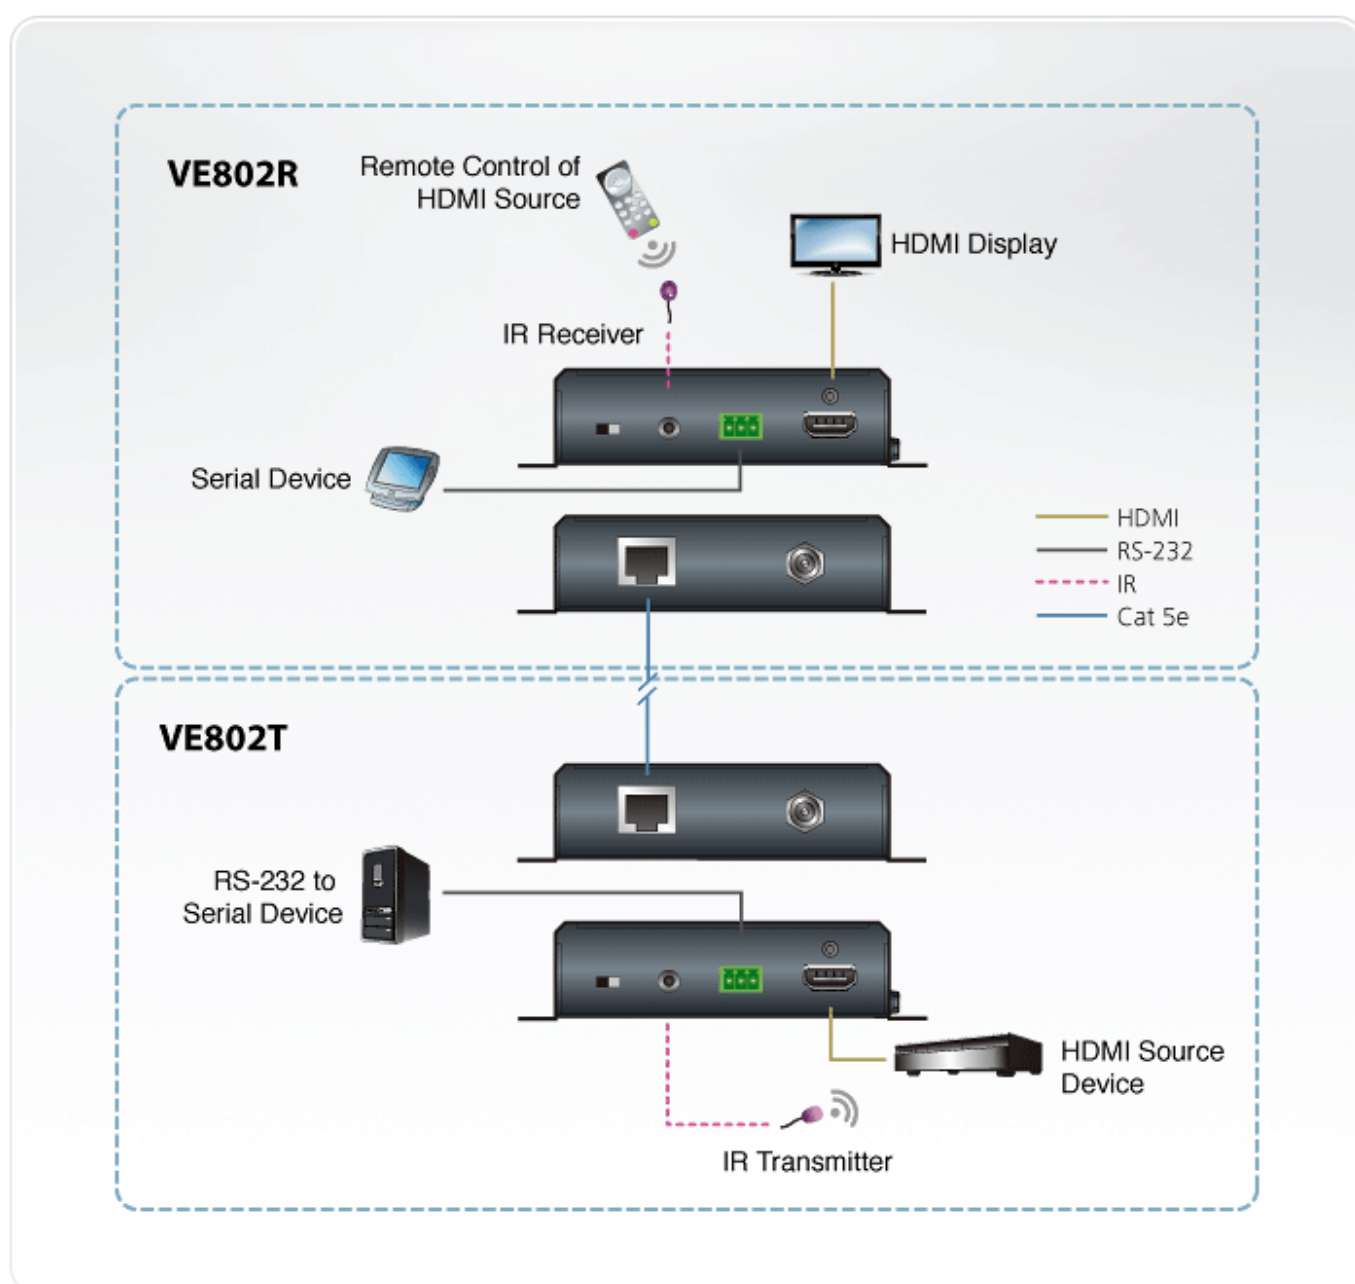 VE802R
Remote Control of
HDMI Source
HDMI Display
IR Receiver
Serial Device
HDMI
RS-232
IR
Cat 5e
VE802T
RS-232 to
Serial Device
HDMI Source
Device
IR Transmitter